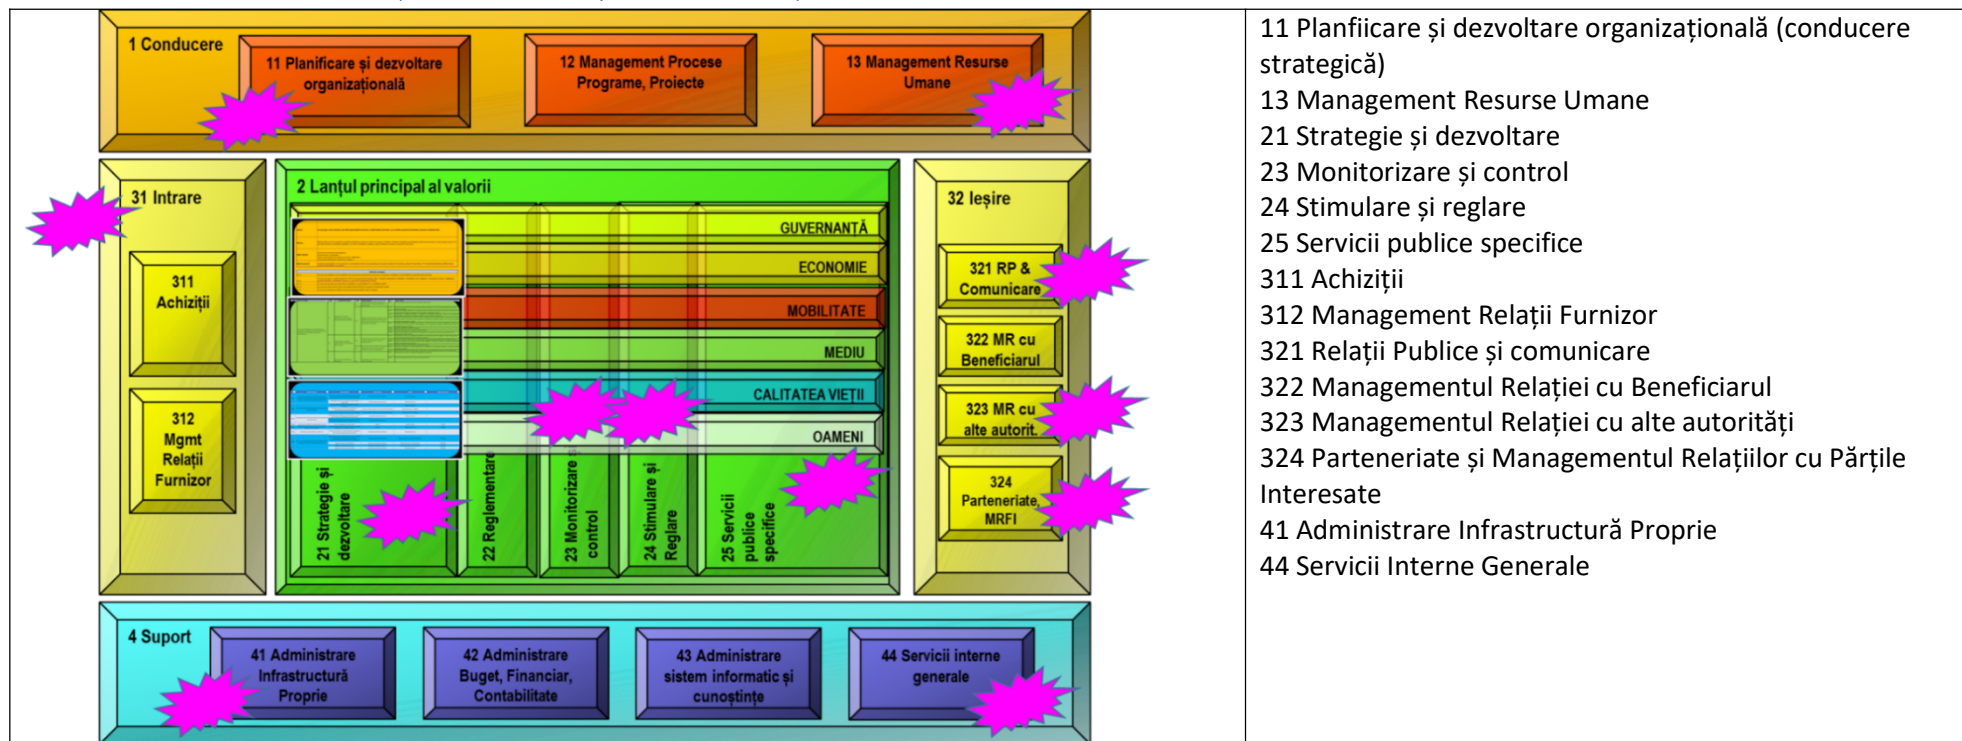 1 Conducere
11 Planificare și dezvoltare
organizațională
12 Management Procese
Programe, Proiecte
13 Management Resurse
Umane
31 Intrare
311
Achiziții
312
Mgmt
Relații
Furnizor
2 Lanțul principal al valorii
GUVERNANȚĂ
ECONOMIE
MOBILITATE
MEDIU
CALITATEA VIEȚII
OAMENI
21 Strategie și
dezvoltare
22 Reglementare
23 Monitorizare și
control
24 Stimulare și
Reglare
25 Servicii
publice
specifice
32 Ieșire
321 RP &
Comunicare
322 MR cu
Beneficiarul
323 MR cu
alte autorit.
324
Parteneriate,
MRFI
4 Suport
41 Administrare
Infrastructură
Proprie
42 Administrare
Buget, Financiar,
Contabilitate
43 Administrare
sistem informatic și
cunoștințe
44 Servicii interne
generale
11 Planfiicare și dezvoltare organizațională (conducere
strategică)
13 Management Resurse Umane
21 Strategie și dezvoltare
23 Monitorizare și control
24 Stimulare și reglare
25 Servicii publice specifice
311 Achiziții
312 Management Relații Furnizor
321 Relații Publice și comunicare
322 Managementul Relației cu Beneficiarul
323 Managementul Relației cu alte autorități
324 Parteneriate și Managementul Relațiilor cu Părțile
Interesate
41 Administrare Infrastructură Proprie
44 Servicii Interne Generale